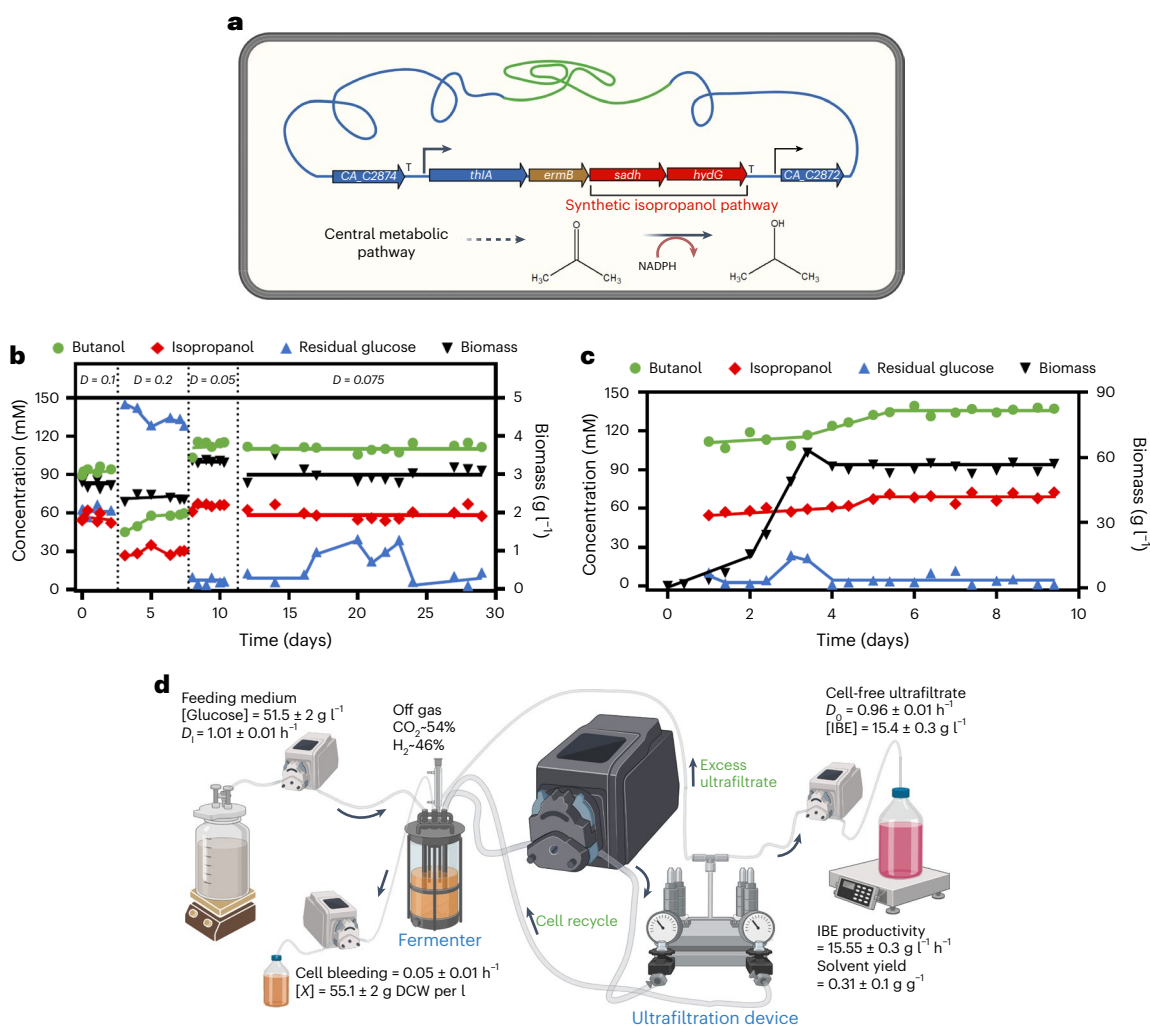 a
CA_C2874
T
thlA
ermB
sadh
hydG
T
CA_C2872
Synthetic isopropanol pathway
Central metabolic
pathway
O
H₃C
CH₃
NADPH
OH
H₃C
CH₃
b
Butanol
Isopropanol
Residual glucose
Biomass
D = 0.1
D = 0.2
D = 0.05
D = 0.075
Concentration (mM)
150
120
90
60
30
0
5
4
3
2
1
0
Biomass (g l⁻¹)
0
5
10
15
20
25
30
Time (days)
c
Butanol
Isopropanol
Residual glucose
Biomass
Concentration (mM)
150
120
90
60
30
0
90
60
30
0
Biomass (g l⁻¹)
0
2
4
6
8
10
Time (days)
d
Feeding medium
[Glucose] = 51.5 ± 2 g l⁻¹
Dᵢ = 1.01 ± 0.01 h⁻¹
Off gas
CO₂~54%
H₂~46%
Cell-free ultrafiltrate
D₀ = 0.96 ± 0.01 h⁻¹
[IBE] = 15.4 ± 0.3 g l⁻¹
Excess
ultrafiltrate
Cell recycle
Fermenter
Cell bleeding = 0.05 ± 0.01 h⁻¹
[X] = 55.1 ± 2 g DCW per l
IBE productivity
= 15.55 ± 0.3 g l⁻¹ h⁻¹
Solvent yield
= 0.31 ± 0.1 g g⁻¹
Ultrafiltration device